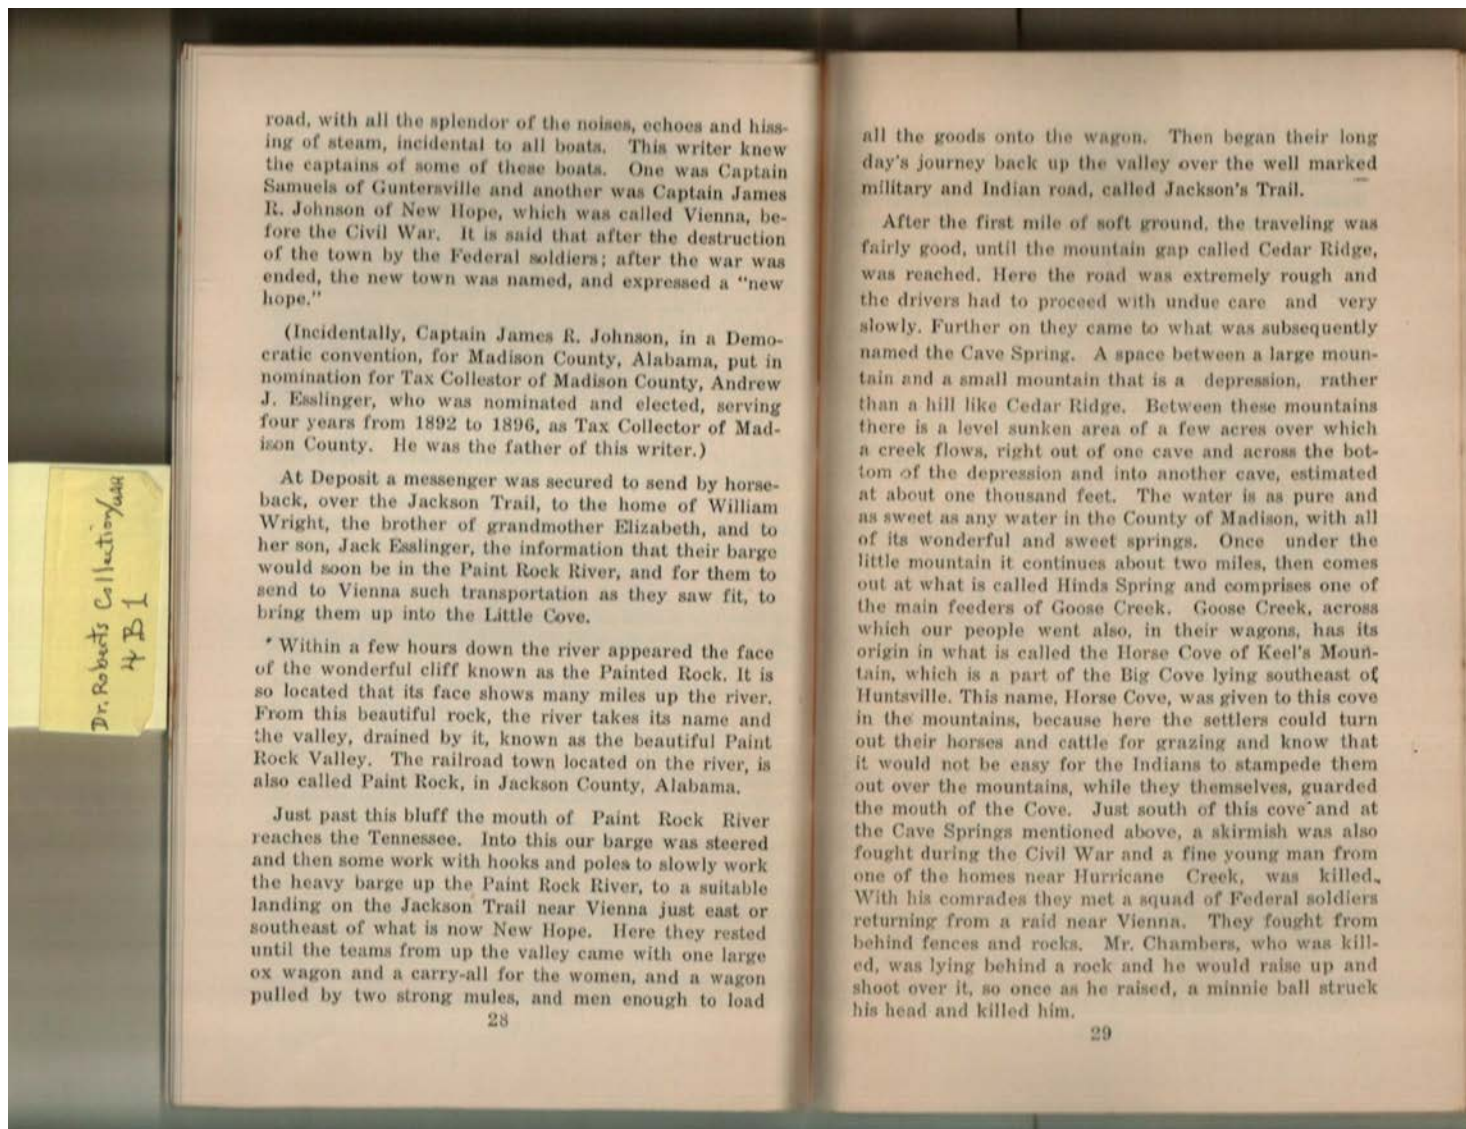 Dr. Roberts Collection/UAH
4 B 1
road, with all the splendor of the noises, echoes and hiss-
ing of steam, incidental to all boats. This writer knew
the captains of some of these boats. One was Captain
Samuels of Guntersville and another was Captain James
R. Johnson of New Hope, which was called Vienna, be-
fore the Civil War. It is said that after the destruction
of the town by the Federal soldiers; after the war was
ended, the new town was named, and expressed a "new
hope."
(Incidentally, Captain James R. Johnson, in a Demo-
cratic convention, for Madison County, Alabama, put in
nomination for Tax Collestor of Madison County, Andrew
J. Esslinger, who was nominated and elected, serving
four years from 1892 to 1896, as Tax Collector of Mad-
ison County. He was the father of this writer.)
At Deposit a messenger was secured to send by horse-
back, over the Jackson Trail, to the home of William
Wright, the brother of grandmother Elizabeth, and to
her son, Jack Esslinger, the information that their barge
would soon be in the Paint Rock River, and for them to
send to Vienna such transportation as they saw fit, to
bring them up into the Little Cove.
Within a few hours down the river appeared the face
of the wonderful cliff known as the Painted Rock. It is
so located that its face shows many miles up the river.
From this beautiful rock, the river takes its name and
the valley, drained by it, known as the beautiful Paint
Rock Valley. The railroad town located on the river, is
also called Paint Rock, in Jackson County, Alabama.
Just past this bluff the mouth of Paint Rock River
reaches the Tennessee. Into this our barge was steered
and then some work with hooks and poles to slowly work
the heavy barge up the Paint Rock River, to a suitable
landing on the Jackson Trail near Vienna just east or
southeast of what is now New Hope. Here they rested
until the teams from up the valley came with one large
ox wagon and a carry-all for the women, and a wagon
pulled by two strong mules, and men enough to load
28
all the goods onto the wagon. Then began their long
day's journey back up the valley over the well marked
military and Indian road, called Jackson's Trail.
After the first mile of soft ground, the traveling was
fairly good, until the mountain gap called Cedar Ridge,
was reached. Here the road was extremely rough and
the drivers had to proceed with undue care and very
slowly. Further on they came to what was subsequently
named the Cave Spring. A space between a large moun-
tain and a small mountain that is a depression, rather
than a hill like Cedar Ridge. Between these mountains
there is a level sunken area of a few acres over which
a creek flows, right out of one cave and across the bot-
tom of the depression and into another cave, estimated
at about one thousand feet. The water is as pure and
as sweet as any water in the County of Madison, with all
of its wonderful and sweet springs. Once under the
little mountain it continues about two miles, then comes
out at what is called Hinds Spring and comprises one of
the main feeders of Goose Creek. Goose Creek, across
which our people went also, in their wagons, has its
origin in what is called the Horse Cove of Keel's Moun-
tain, which is a part of the Big Cove lying southeast of
Huntsville. This name, Horse Cove, was given to this cove
in the mountains, because here the settlers could turn
out their horses and cattle for grazing and know that
it would not be easy for the Indians to stampede them
out over the mountains, while they themselves, guarded
the mouth of the Cove. Just south of this cove and at
the Cave Springs mentioned above, a skirmish was also
fought during the Civil War and a fine young man from
one of the homes near Hurricane Creek, was killed.
With his comrades they met a squad of Federal soldiers
returning from a raid near Vienna. They fought from
behind fences and rocks. Mr. Chambers, who was kill-
ed, was lying behind a rock and he would raise up and
shoot over it, so once as he raised, a minnie ball struck
his head and killed him.
29